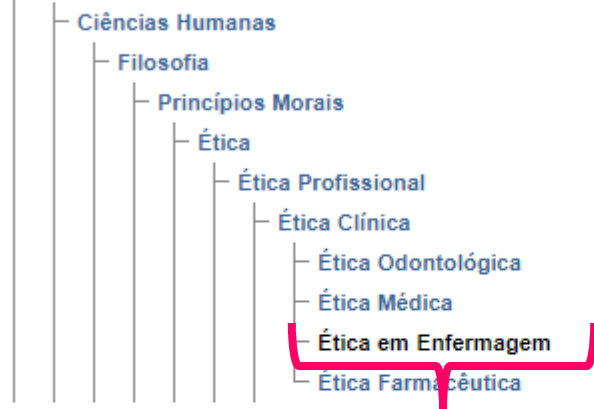 Ciências Humanas
Filosofia
Princípios Morais
Ética
Ética Profissional
Ética Clínica
Ética Odontológica
Ética Médica
Ética em Enfermagem
Ética Farmacêutica